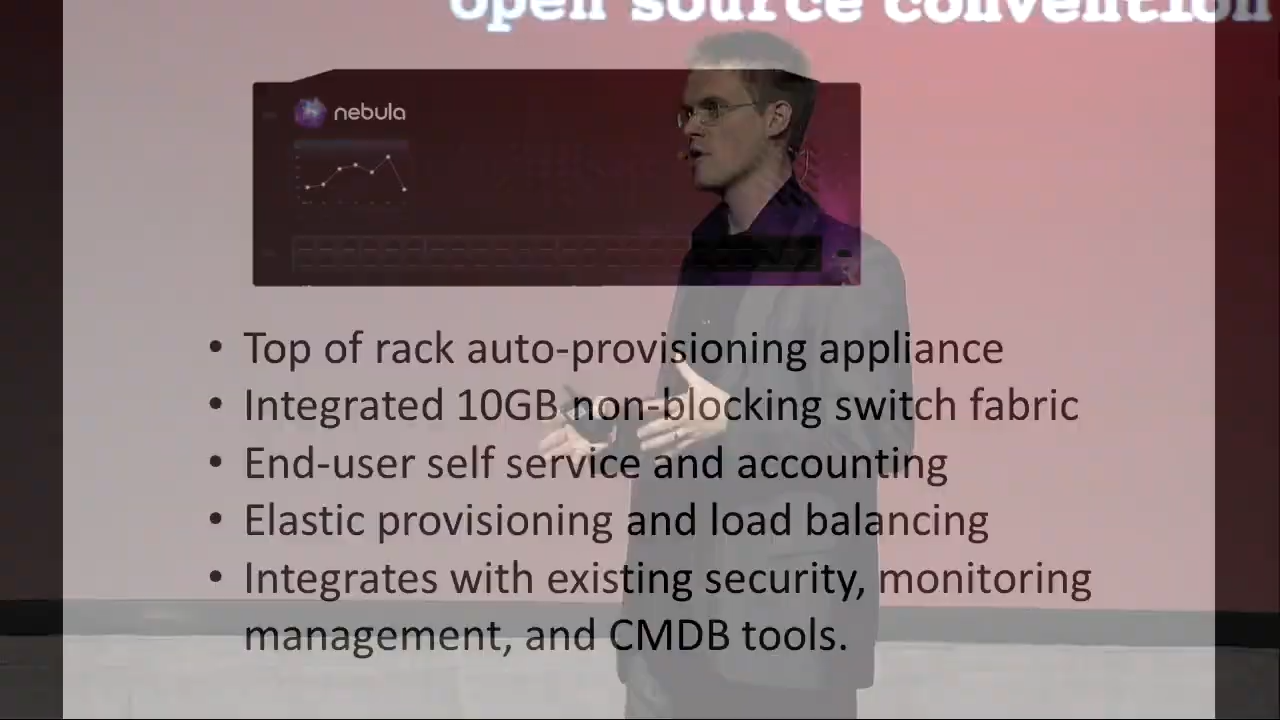 open source convention
nebula
• Top of rack auto-provisioning appliance
• Integrated 10GB non-blocking switch fabric
• End-user self service and accounting
• Elastic provisioning and load balancing
• Integrates with existing security, monitoring
management, and CMDB tools.